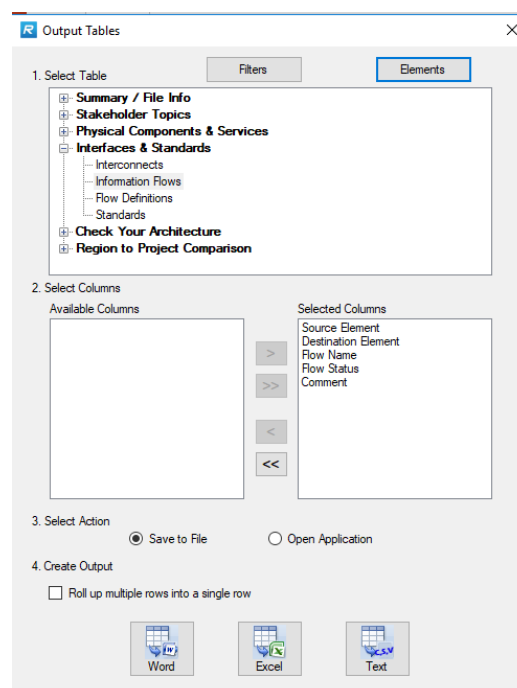 R Output Tables
1. Select Table
Filters
Elements
Summary / File Info
Stakeholder Topics
Physical Components & Services
Interfaces & Standards
Interconnects
Information Flows
Flow Definitions
Standards
Check Your Architecture
Region to Project Comparison
2. Select Columns
Available Columns
Selected Columns
Source Element
Destination Element
Flow Name
Flow Status
Comment
>
>>
<
<<
3. Select Action
Save to File
Open Application
4. Create Output
Roll up multiple rows into a single row
W
Word
X
Excel
C.S.V
Text